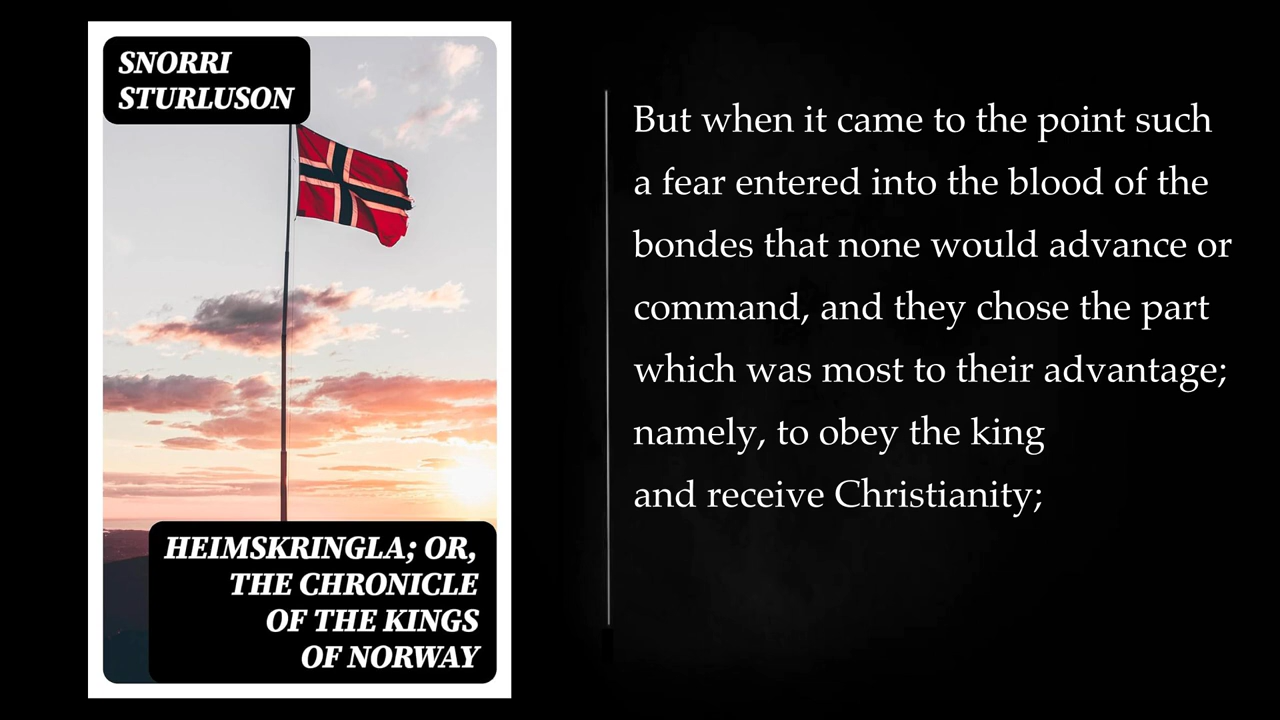 SNORRI
STURLUSON
HEIMSKRINGLA; OR,
THE CHRONICLE
OF THE KINGS
OF NORWAY
But when it came to the point such
a fear entered into the blood of the
bondes that none would advance or
command, and they chose the part
which was most to their advantage;
namely, to obey the king
and receive Christianity;